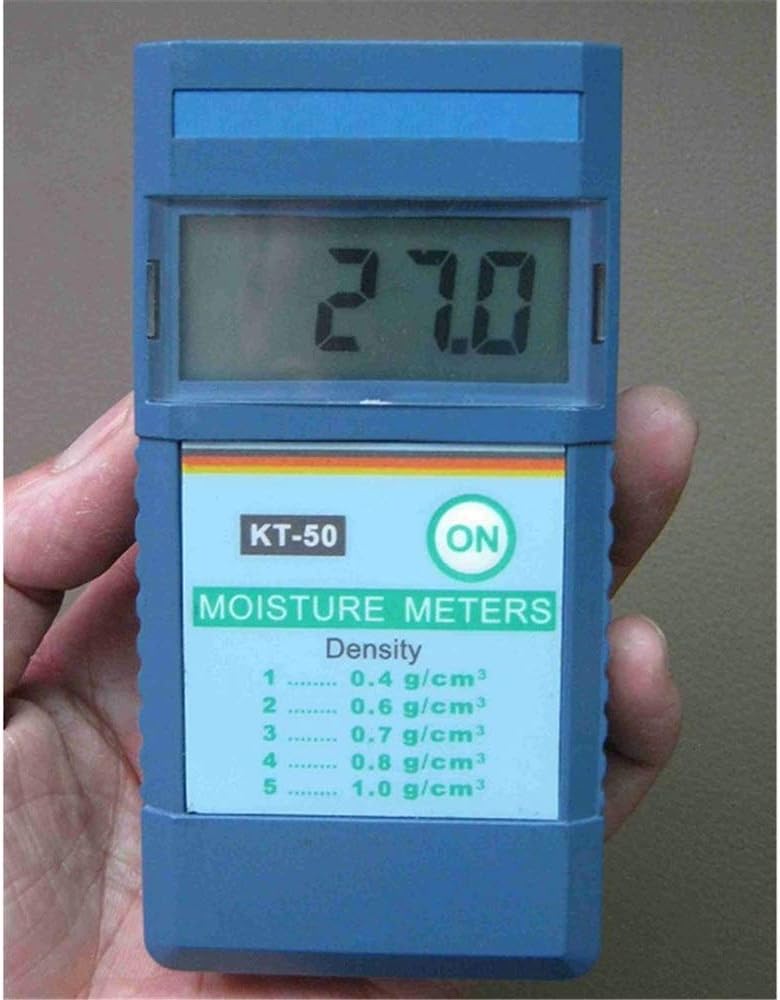 27.0
KT-50
ON
MOISTURE METERS
Density
1 ........ 0.4 g/cm³
2 ........ 0.6 g/cm³
3 ........ 0.7 g/cm³
4 ........ 0.8 g/cm³
5 ........ 1.0 g/cm³